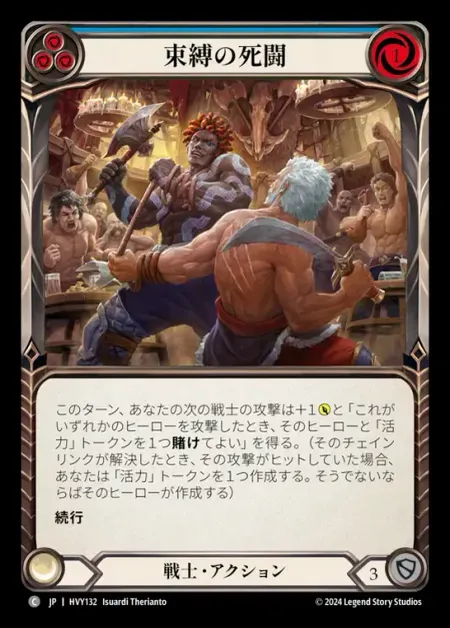 束縛の死闘
1
このターン、あなたの次の戦士の攻撃は+1と「これが
いずれかのヒーローを攻撃したとき、そのヒーローと「活
力」トークンを1つ賭けてよい」を得る。（そのチェイン
リンクが解決したとき、その攻撃がヒットしていた場合、
あなたは「活力」トークンを1つ作成する。そうでないな
らばそのヒーローが作成する）
続行
戦士・アクション
3
C JP | HVY132 Isuardi Therianto
© 2024 Legend Story Studios